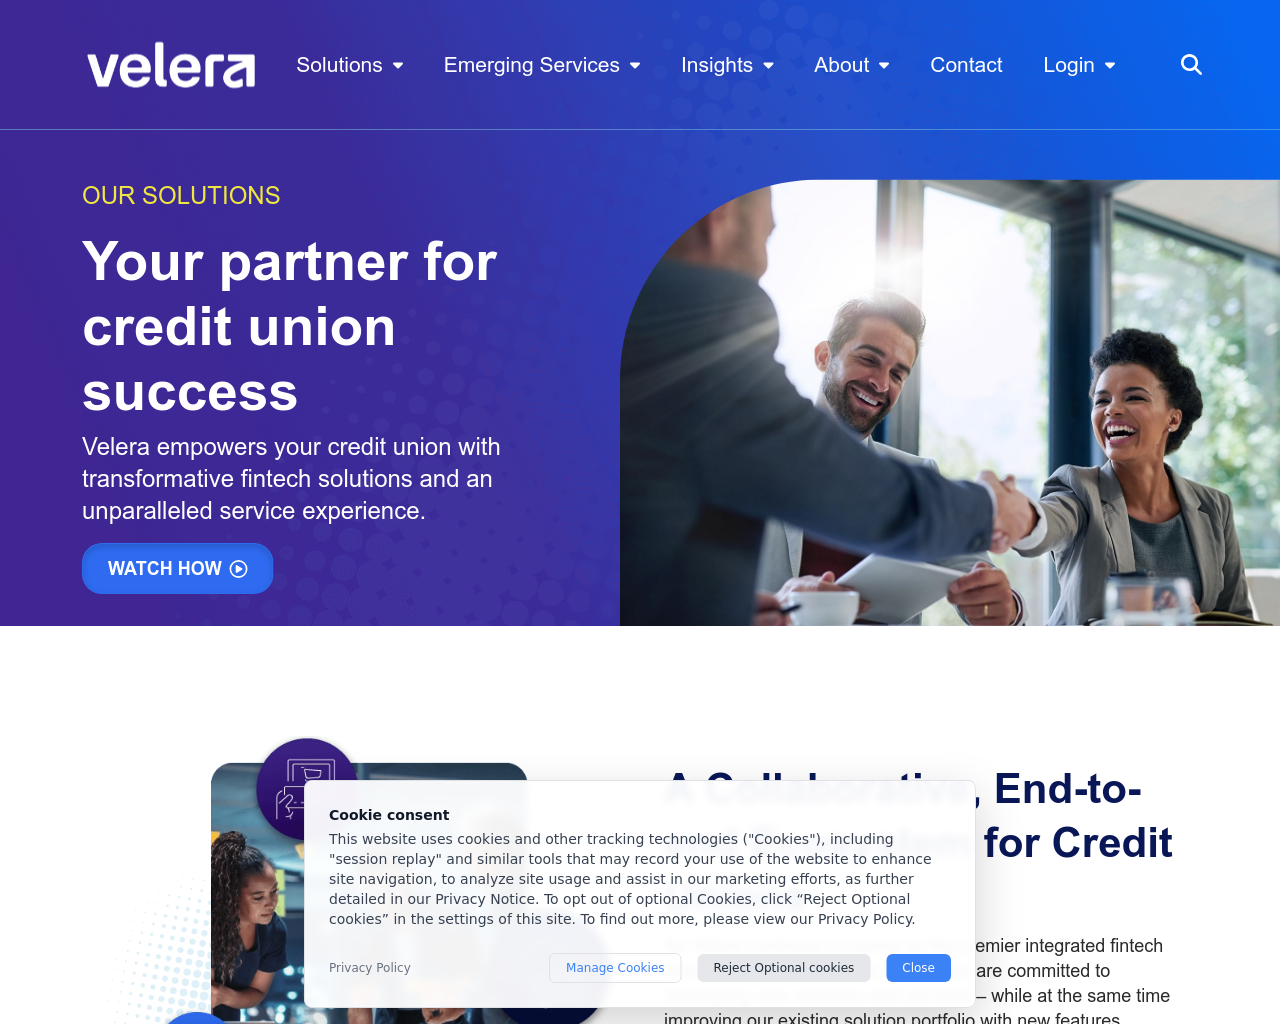 velera
Solutions
Emerging Services
Insights
About
Contact
Login
OUR SOLUTIONS
Your partner for
credit union
success
Velera empowers your credit union with
transformative fintech solutions and an
unparalleled service experience.
WATCH HOW
A Collaborative, End-to-
for Credit
Cookie consent
This website uses cookies and other tracking technologies ("Cookies"), including
"session replay" and similar tools that may record your use of the website to enhance
site navigation, to analyze site usage and assist in our marketing efforts, as further
detailed in our Privacy Notice. To opt out of optional Cookies, click “Reject Optional
cookies” in the settings of this site. To find out more, please view our Privacy Policy.
Privacy Policy
Manage Cookies
Reject Optional cookies
Close
integrated fintech
are committed to
– while at the same time
improving our existing solution portfolio with new features